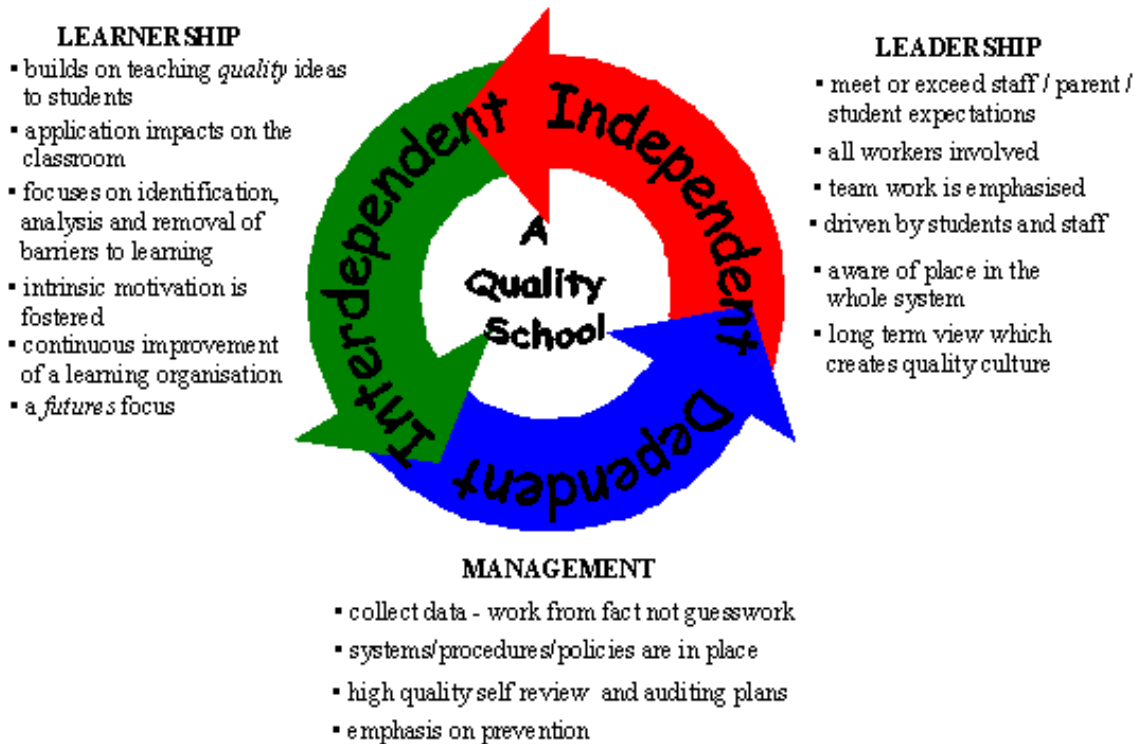 LEARNERSHIP
▪ builds on teaching quality ideas
to students
▪ application impacts on the
classroom
▪ focuses on identification,
analysis and removal of
barriers to learning
▪ intrinsic motivation is
fostered
▪ continuous improvement
of a learning organisation
▪ a futures focus
Interdependent
Independent
Dependent
A
Quality
School
LEADERSHIP
▪ meet or exceed staff / parent /
student expectations
▪ all workers involved
▪ team work is emphasised
▪ driven by students and staff
▪ aware of place in the
whole system
▪ long term view which
creates quality culture
MANAGEMENT
▪ collect data - work from fact not guesswork
▪ systems/procedures/policies are in place
▪ high quality self review and auditing plans
▪ emphasis on prevention